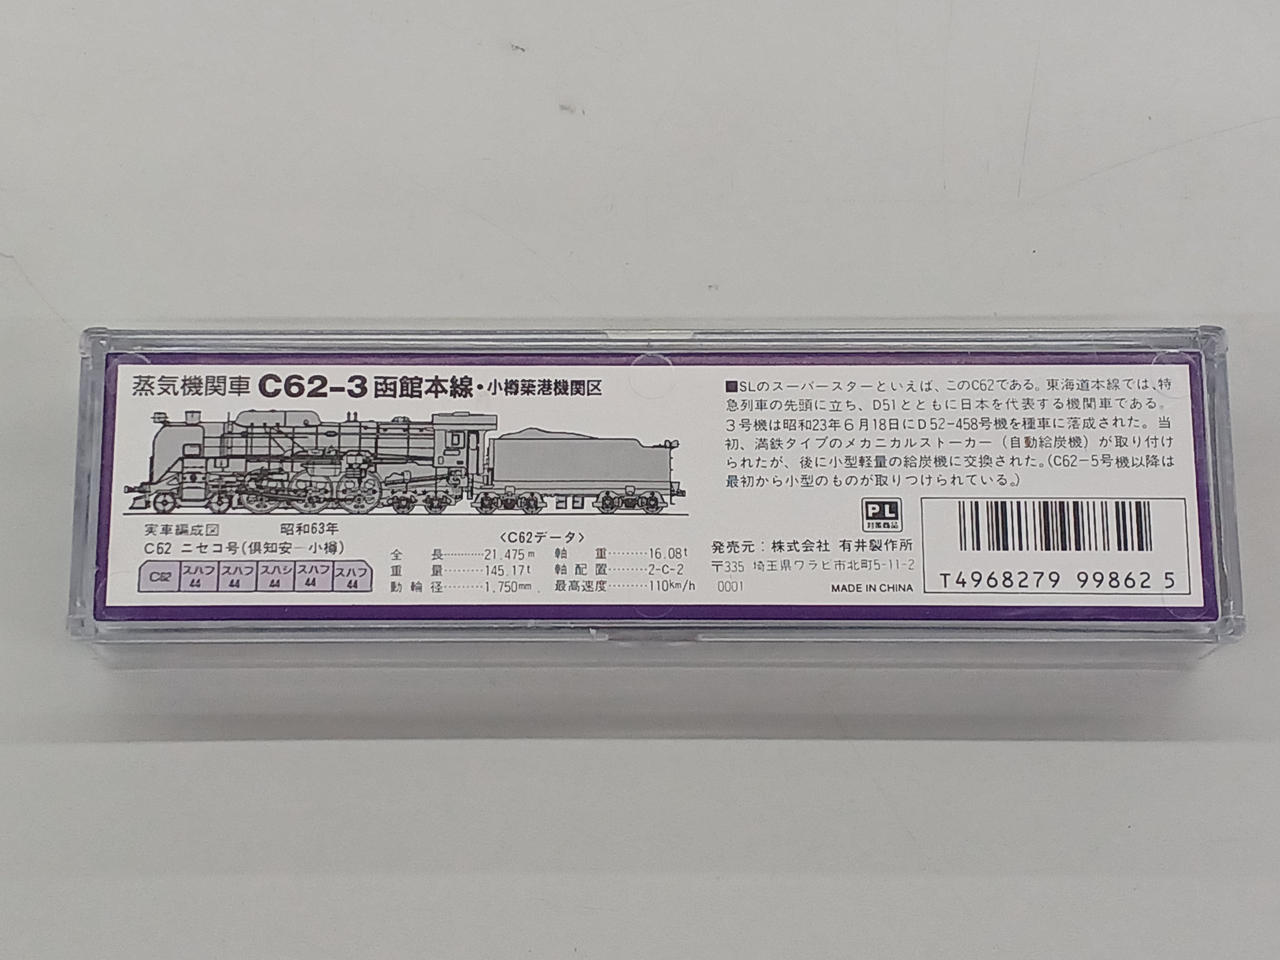 蒸気機関車 C62-3 函館本線・小樽築港機関区
実車編成図 昭和63年
C62 ニセコ号(倶知安—小樽)
C62 スハフ44 スハフ44 スハシ44 スハフ44 スハフ44
〈C62データ〉
全長………21.475m 軸重………16.08t
重量………145.17t 軸配置………2-C-2
動輪径………1.750mm 最高速度………110km/h
■SLのスーパースターといえば、このC62である。東海道本線では、特
急列車の先頭に立ち、D51とともに日本を代表する機関車である。
3号機は昭和23年6月18日にD52-458号機を種車に落成された。当
初、満鉄タイプのメカニカルストーカー(自動給炭機)が取り付け
られたが、後に小型軽量の給炭機に交換された。(C62-5号機以降は
最初から小型のものが取りつけられている。)
PL
対策商品
発売元:株式会社 有井製作所
〒335 埼玉県ワラビ市北町5-11-2
0001 MADE IN CHINA
T4968279 99862 5